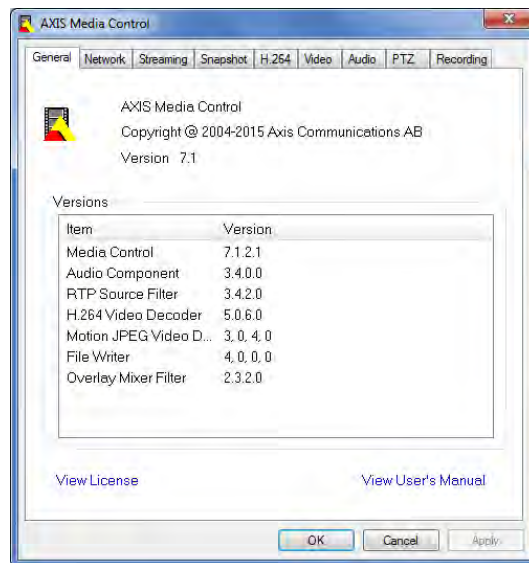 AXIS Media Control
General Network Streaming Snapshot H.264 Video Audio PTZ Recording
AXIS Media Control
Copyright @ 2004-2015 Axis Communications AB
Version 7.1
Versions
Item Version
Media Control 7.1.2.1
Audio Component 3.4.0.0
RTP Source Filter 3.4.2.0
H.264 Video Decoder 5.0.6.0
Motion JPEG Video D... 3, 0, 4, 0
File Writer 4, 0, 0, 0
Overlay Mixer Filter 2.3.2.0
View License View User's Manual
OK Cancel Apply